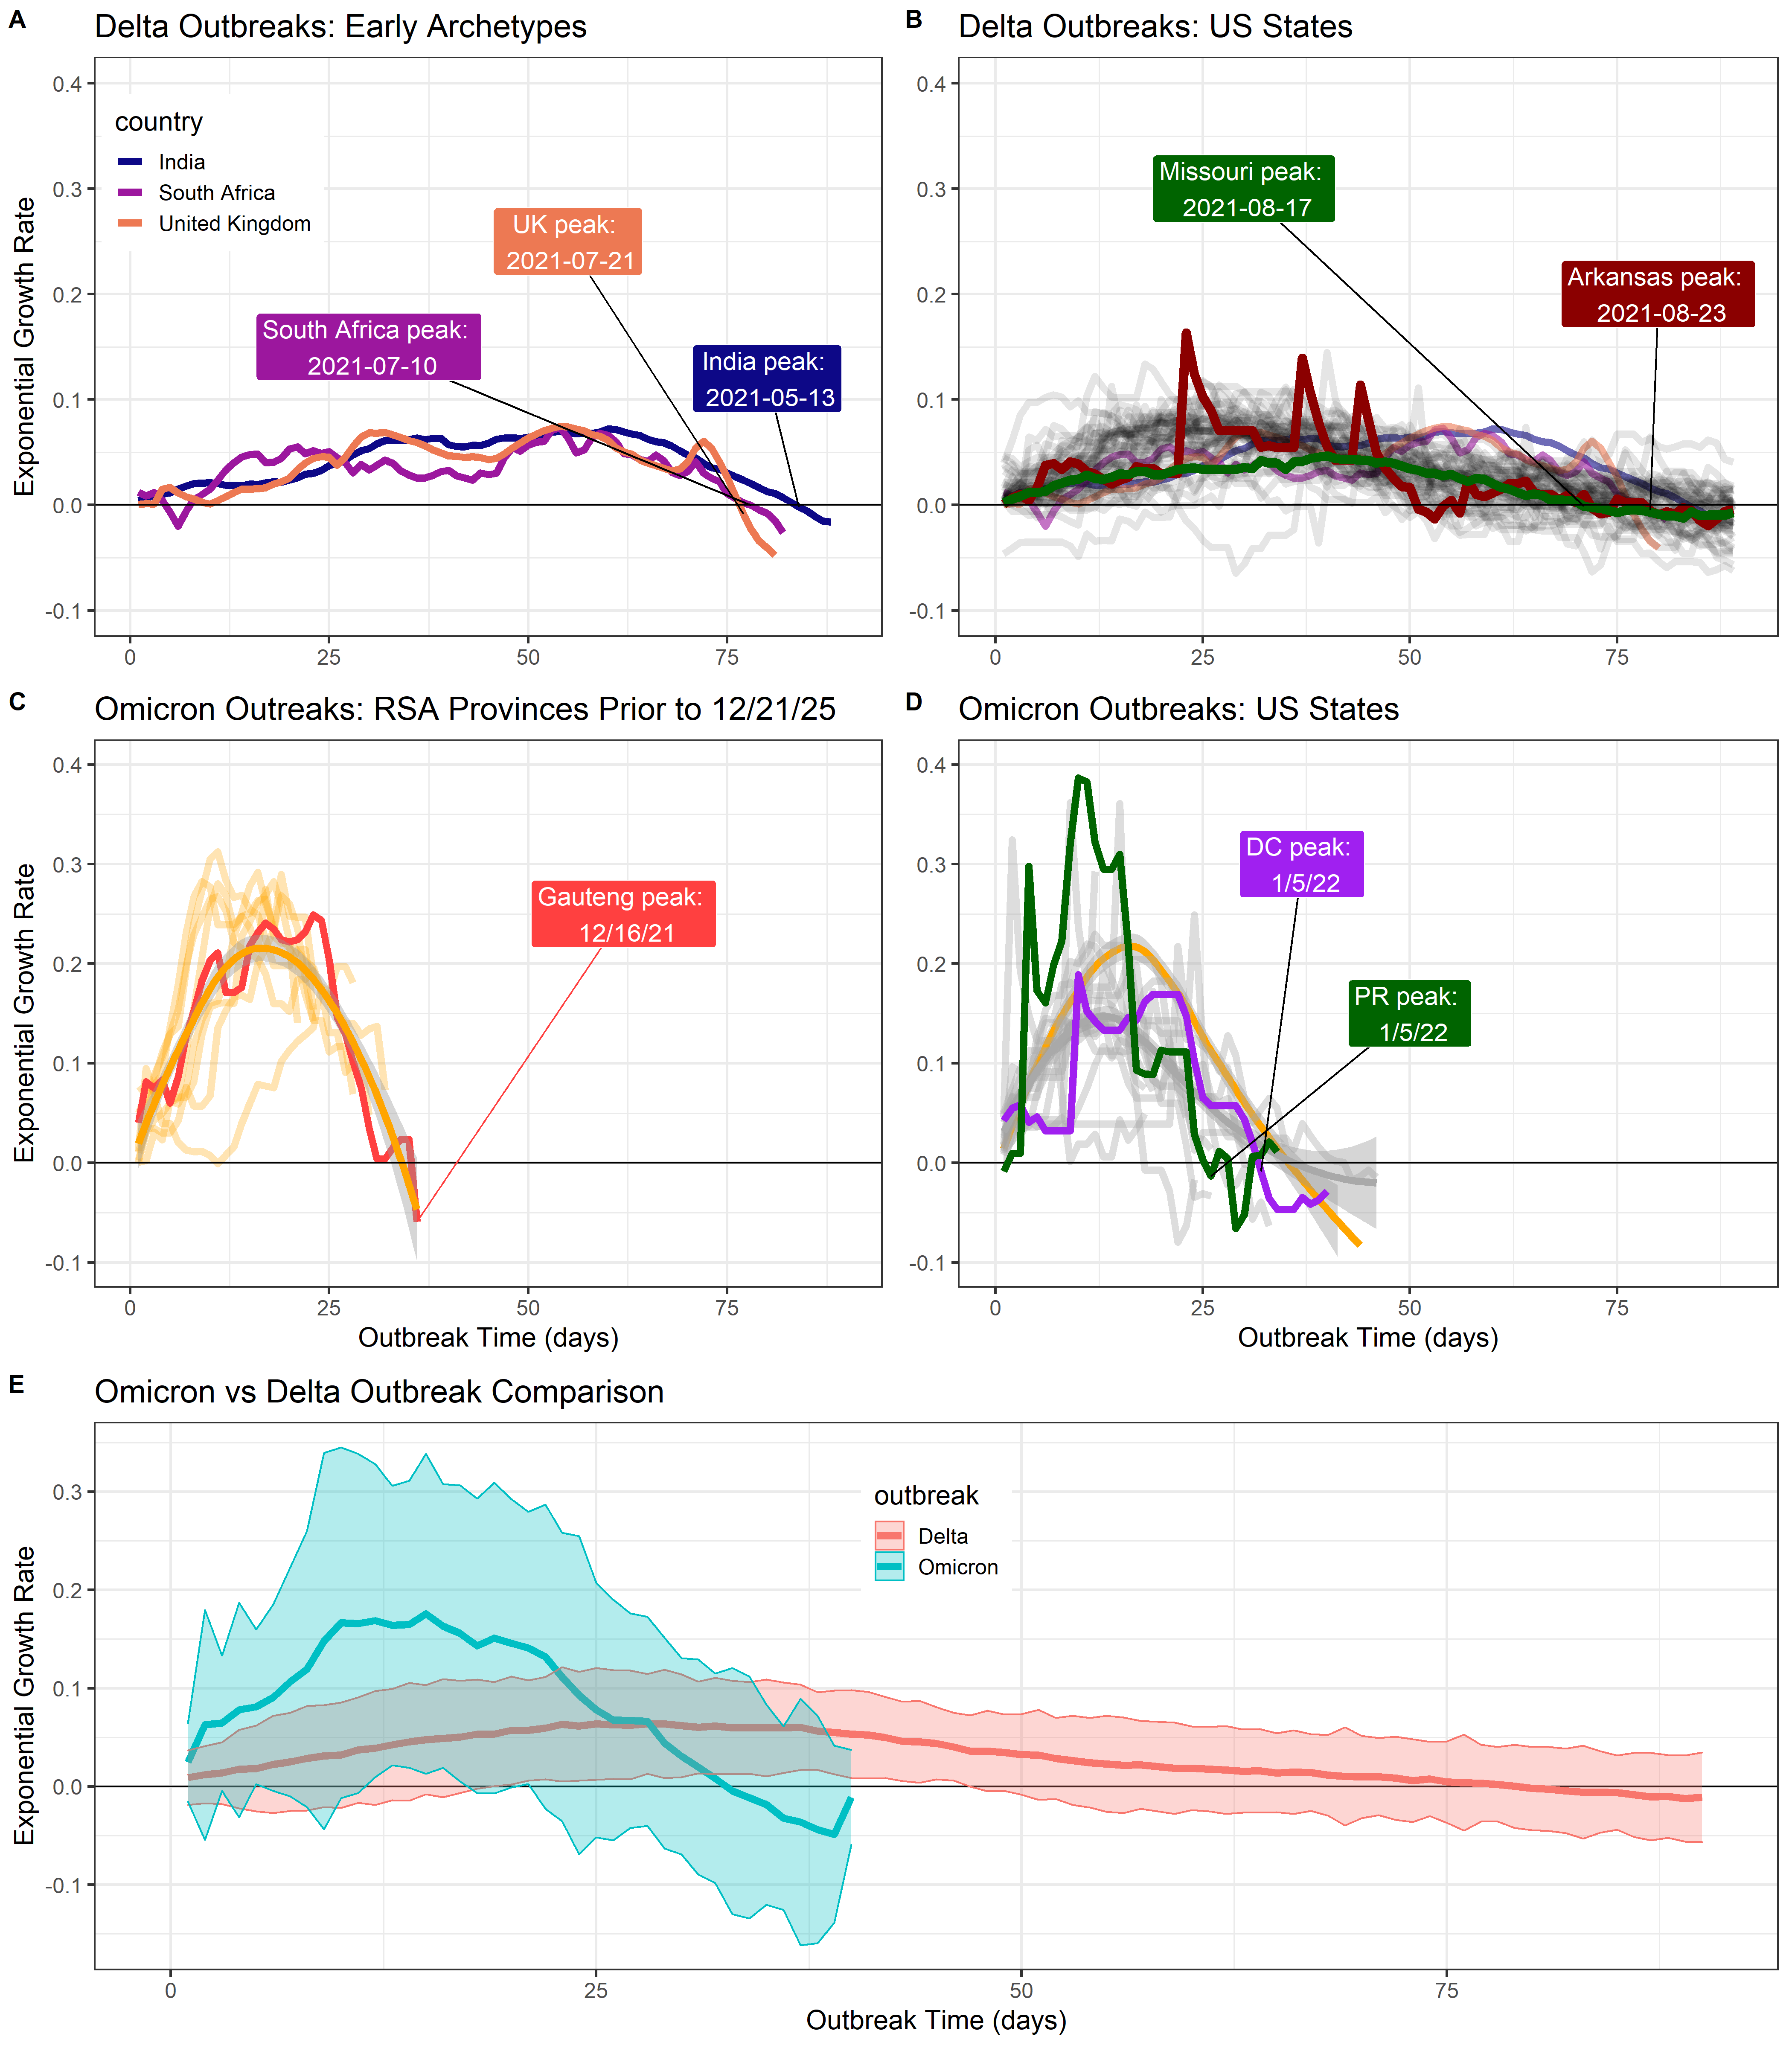 A
Delta Outbreaks: Early Archetypes
Exponential Growth Rate
0.4
0.3
0.2
0.1
0.0
-0.1
country
India
South Africa
United Kingdom
UK peak:
2021-07-21
South Africa peak:
2021-07-10
India peak:
2021-05-13
0
25
50
75
B
Delta Outbreaks: US States
0.4
0.3
0.2
0.1
0.0
-0.1
Missouri peak:
2021-08-17
Arkansas peak:
2021-08-23
0
25
50
75
C
Omicron Outreaks: RSA Provinces Prior to 12/21/25
Exponential Growth Rate
0.4
0.3
0.2
0.1
0.0
-0.1
Gauteng peak:
12/16/21
0
25
50
75
Outbreak Time (days)
D
Omicron Outbreaks: US States
0.4
0.3
0.2
0.1
0.0
-0.1
DC peak:
1/5/22
PR peak:
1/5/22
0
25
50
75
Outbreak Time (days)
E
Omicron vs Delta Outbreak Comparison
Exponential Growth Rate
0.3
0.2
0.1
0.0
-0.1
outbreak
Delta
Omicron
0
25
50
75
Outbreak Time (days)